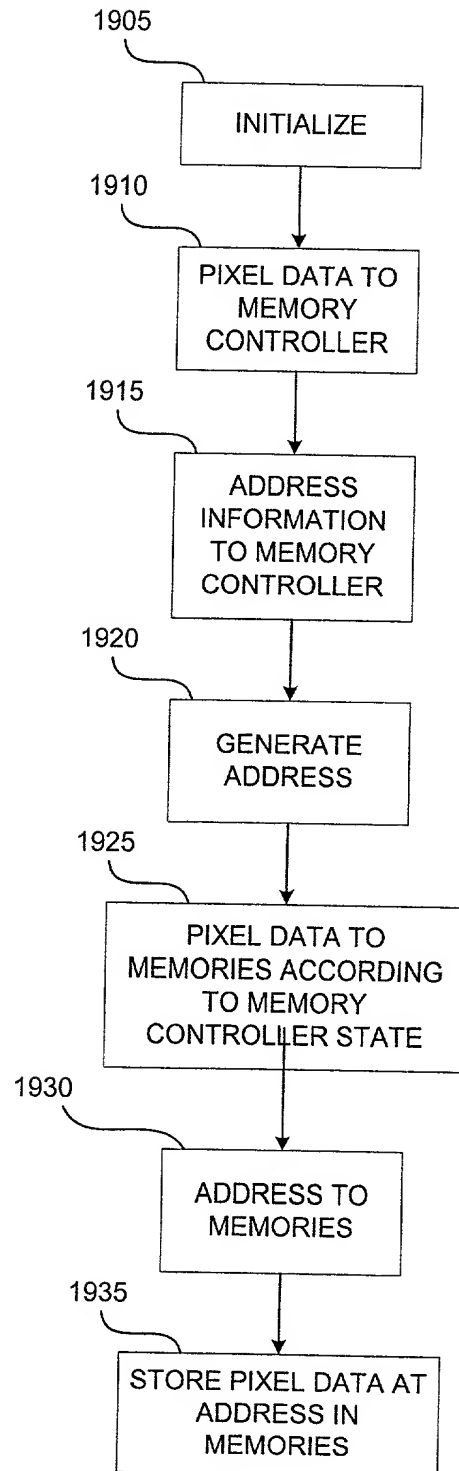 1905
INITIALIZE
1910
PIXEL DATA TO
MEMORY
CONTROLLER
1915
ADDRESS
INFORMATION
TO MEMORY
CONTROLLER
1920
GENERATE
ADDRESS
1925
PIXEL DATA TO
MEMORIES ACCORDING
TO MEMORY
CONTROLLER STATE
1930
ADDRESS TO
MEMORIES
1935
STORE PIXEL DATA AT
ADDRESS IN
MEMORIES